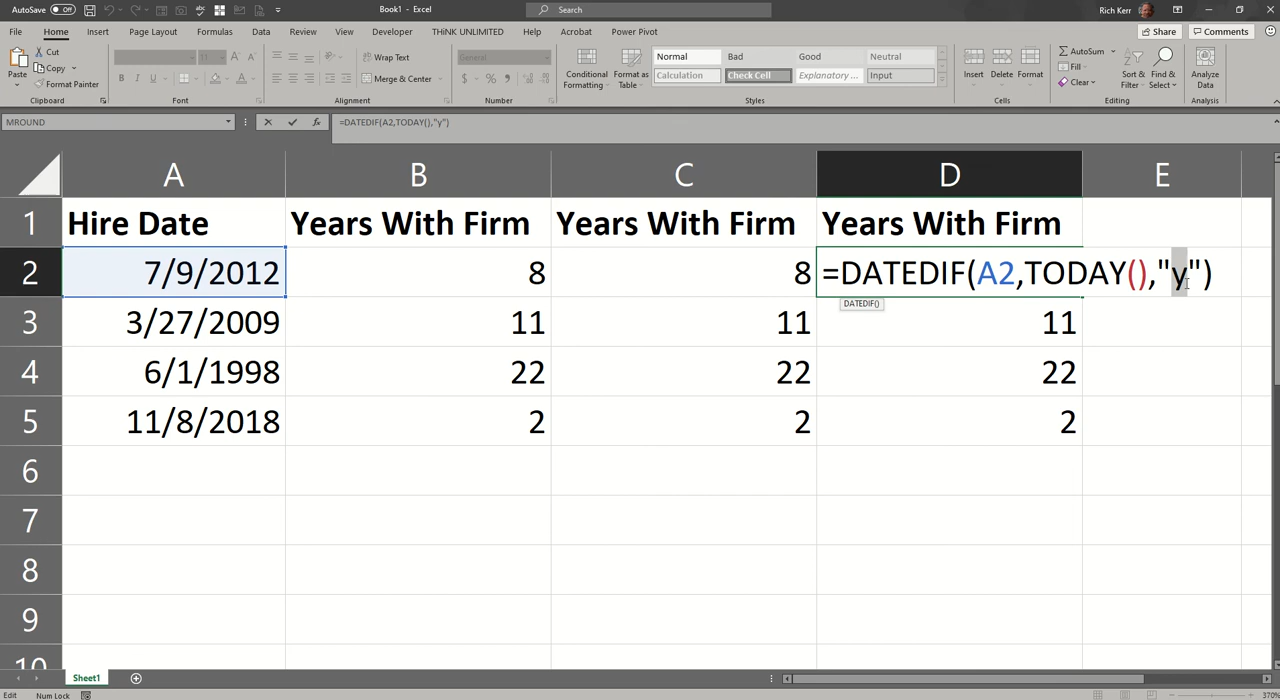 AutoSave Off Book1 - Excel Search Rich Kerr
File Home Insert Page Layout Formulas Data Review View Developer Help THiNK UNLIMITED Acrobat Power Pivot Share Comments
Paste Cut Copy Format Painter
11 Wrap Text Merge & Center General
Conditional Formatting Format as Table Normal Bad Good Neutral
Calculation Check Cell Explanatory ... Input
Insert Delete Format AutoSum Fill Clear Sort & Filter Find & Select Analyze Data
Clipboard Font Alignment Number Styles Cells Editing Analysis
MROUND fx =DATEDIF(A2,TODAY(),"y")
A B C D E
1 Hire Date Years With Firm Years With Firm Years With Firm
2 7/9/2012 8 8 =DATEDIF(A2,TODAY(),"y")
DATEDIF()
3 3/27/2009 11 11 11
4 6/1/1998 22 22 22
5 11/8/2018 2 2 2
6
7
8
9
10
Sheet1
Edit Num Lock 370%